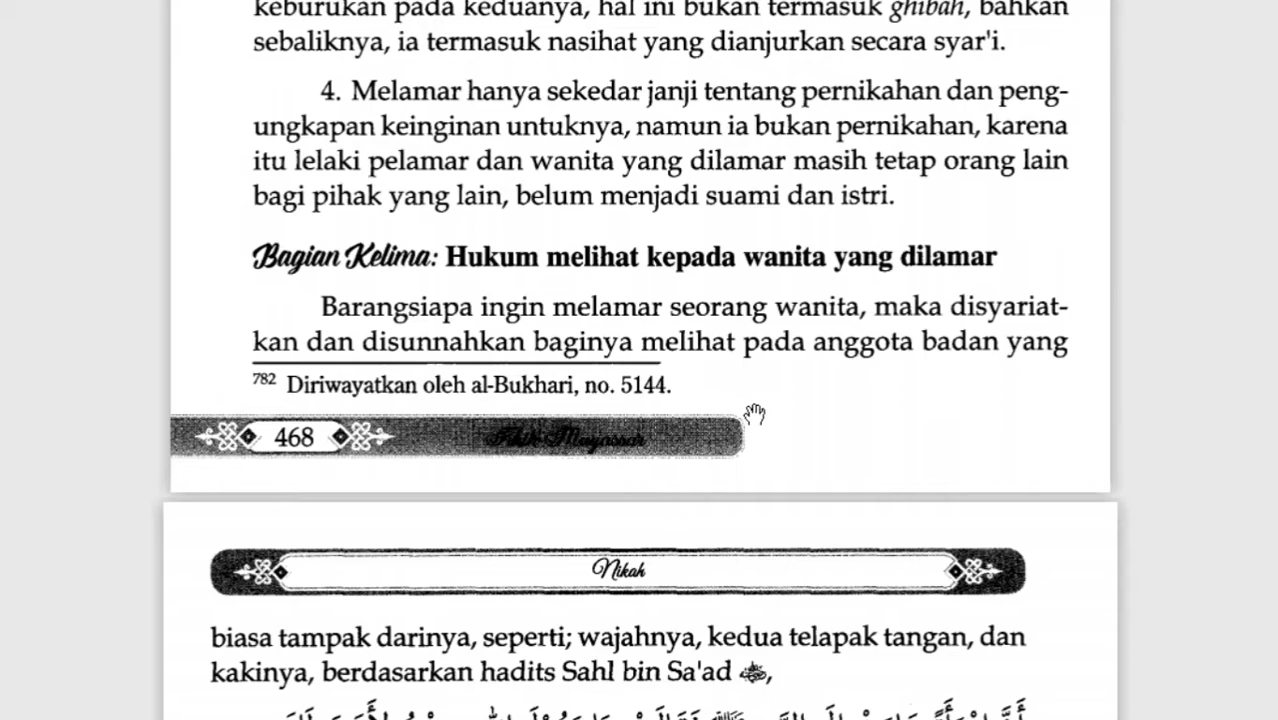 keburukan pada keduanya, hal ini bukan termasuk ghibah, bahkan
sebaliknya, ia termasuk nasihat yang dianjurkan secara syar'i.
4. Melamar hanya sekedar janji tentang pernikahan dan peng-
ungkapan keinginan untuknya, namun ia bukan pernikahan, karena
itu lelaki pelamar dan wanita yang dilamar masih tetap orang lain
bagi pihak yang lain, belum menjadi suami dan istri.
Bagian Kelima: Hukum melihat kepada wanita yang dilamar
Barangsiapa ingin melamar seorang wanita, maka disyariat-
kan dan disunnahkan baginya melihat pada anggota badan yang
782 Diriwayatkan oleh al-Bukhari, no. 5144.
468 Fikih Muyassar
Nikah
biasa tampak darinya, seperti; wajahnya, kedua telapak tangan, dan
kakinya, berdasarkan hadits Sahl bin Sa'ad ,